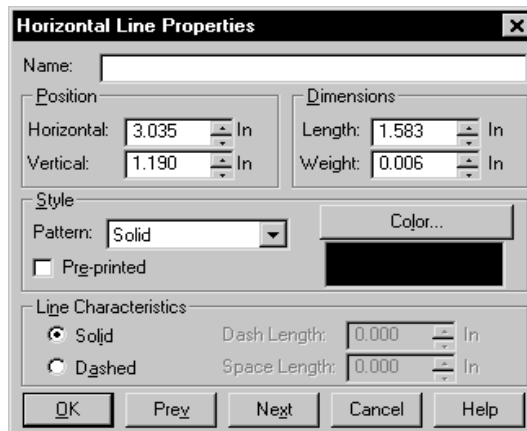 Horizontal Line Properties
Name:
Position
Dimensions
Horizontal: 3.035 In
Length: 1.583 In
Vertical: 1.190 In
Weight: 0.006 In
Style
Pattern: Solid
Color...
Pre-printed
Line Characteristics
Solid
Dash Length: 0.000 In
Dashed
Space Length: 0.000 In
OK Prev Next Cancel Help